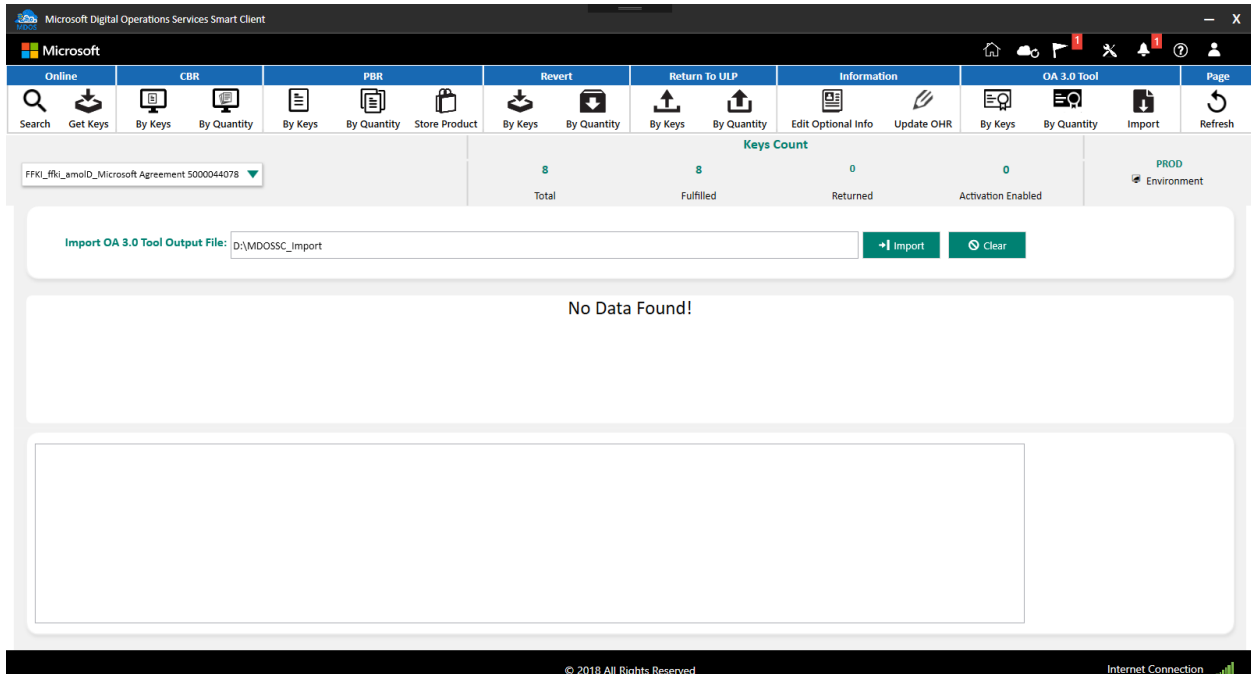 MDOS
Microsoft Digital Operations Services Smart Client
X
Microsoft
1
1
Online CBR PBR Revert Return To ULP Information OA 3.0 Tool Page
Search Get Keys By Keys By Quantity By Keys By Quantity Store Product By Keys By Quantity By Keys By Quantity Edit Optional Info Update OHR By Keys By Quantity Import Refresh
Keys Count
FFKI_ffki_amolD_Microsoft Agreement 5000044078
8 8 0 0
Total Fulfilled Returned Activation Enabled
PROD
Environment
Import OA 3.0 Tool Output File: D:\MDOSSC_Import Import Clear
No Data Found!
© 2018 All Rights Reserved
Internet Connection